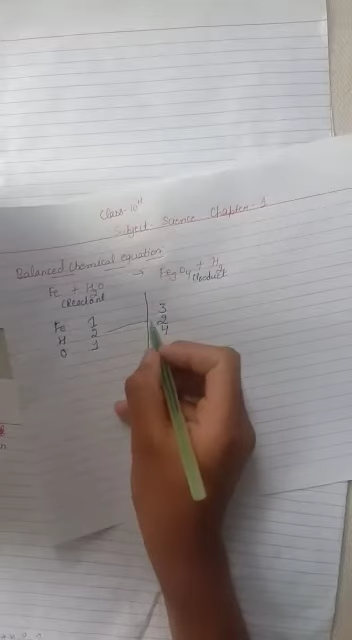 Class-10th
Subject- Science Chapter-1
Balanced Chemical equation
Fe + H2O → Fe3O4 + H2
(Reactant Product
Fe 1 3
H 2 2
O 1 4